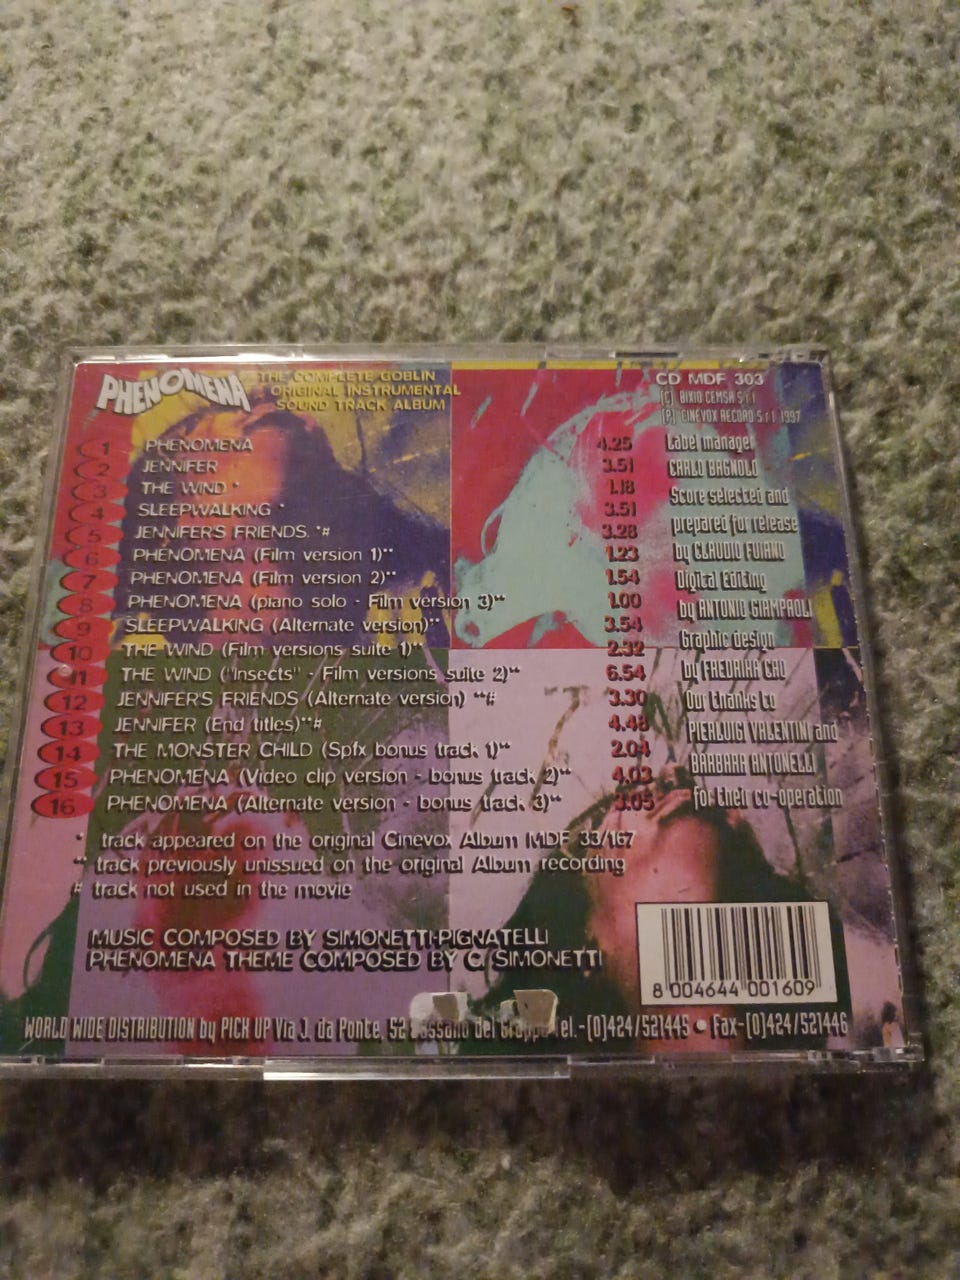 PHENOMENA
THE COMPLETE GOBLIN
ORIGINAL INSTRUMENTAL
SOUND TRACK ALBUM
1 PHENOMENA 4.25
2 JENNIFER 3.51
3 THE WIND * 1.18
4 SLEEPWALKING * 3.51
5 JENNIFER'S FRIENDS *# 3.28
6 PHENOMENA (Film version 1)** 1.23
7 PHENOMENA (Film version 2)** 1.54
8 PHENOMENA (piano solo - Film version 3)** 1.00
9 SLEEPWALKING (Alternate version)** 3.54
10 THE WIND (Film versions suite 1)** 2.32
11 THE WIND ("Insects" - Film versions suite 2)** 6.54
12 JENNIFER'S FRIENDS (Alternate version) **# 3.30
13 JENNIFER (End titles)**# 4.48
14 THE MONSTER CHILD (Spfx bonus track 1)** 2.04
15 PHENOMENA (Video clip version - bonus track 2)** 4.03
16 PHENOMENA (Alternate version - bonus track 3)** 3.05
* track appeared on the original Cinevox Album MDF 33/167
** track previously unissued on the original Album recording
# track not used in the movie
MUSIC COMPOSED BY SIMONETTI-PIGNATELLI
PHENOMENA THEME COMPOSED BY C. SIMONETTI
CD MDF 303
(C) BIXIO CEMSA S r l
(P) CINEVOX RECORD S r l 1997
Label manager
CARLO BAGNOLO
Score selected and
prepared for release
by CLAUDIO FUIANO
Digital Editing
by ANTONIO GIAMPAOLI
Graphic design
by FREDRIKA CAO
Our thanks to
PIERLUIG VALENTINI and
BARBARA ANTONELLI
for their co-operation
8 004644 001609
WORLD WIDE DISTRIBUTION by PICK UP Via J. da Ponte, 52 Bassano del Grappa Tel.-(0)424/521445 • Fax-(0)424/521446